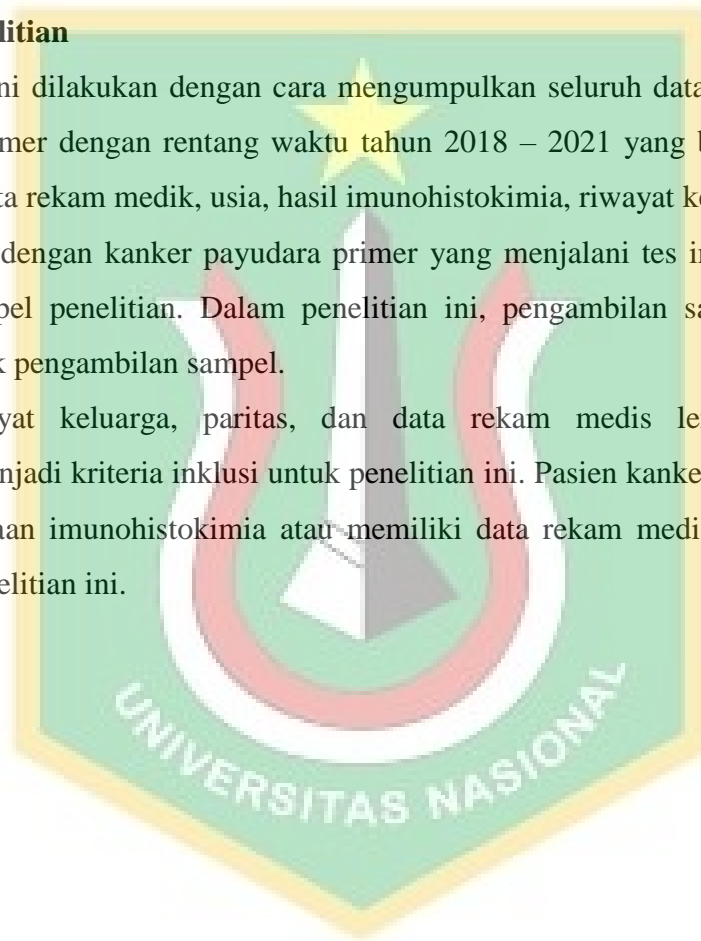 litian
ni dilakukan dengan cara mengumpulkan seluruh data
mer dengan rentang waktu tahun 2018 – 2021 yang b
ta rekam medik, usia, hasil imunohistokimia, riwayat k
dengan kanker payudara primer yang menjalani tes i
pel penelitian. Dalam penelitian ini, pengambilan sa
k pengambilan sampel.
yat keluarga, paritas, dan data rekam medis le
njadi kriteria inklusi untuk penelitian ini. Pasien kanke
aan imunohistokimia atau memiliki data rekam medi
elitian ini.
UNIVERSITAS NASIONAL